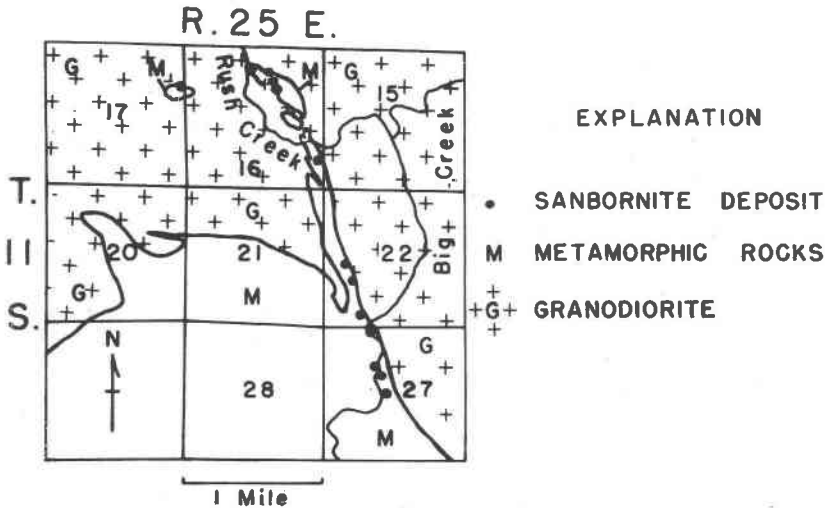 R. 25 E.
G
M
Rush
Creek
M
G
15
17
16
Creek
Big
T.
11
S.
G
20
21
22
G
M
N
28
G
27
M
1 Mile
EXPLANATION
SANBORNITE DEPOSIT
M METAMORPHIC ROCKS
+G+ GRANODIORITE